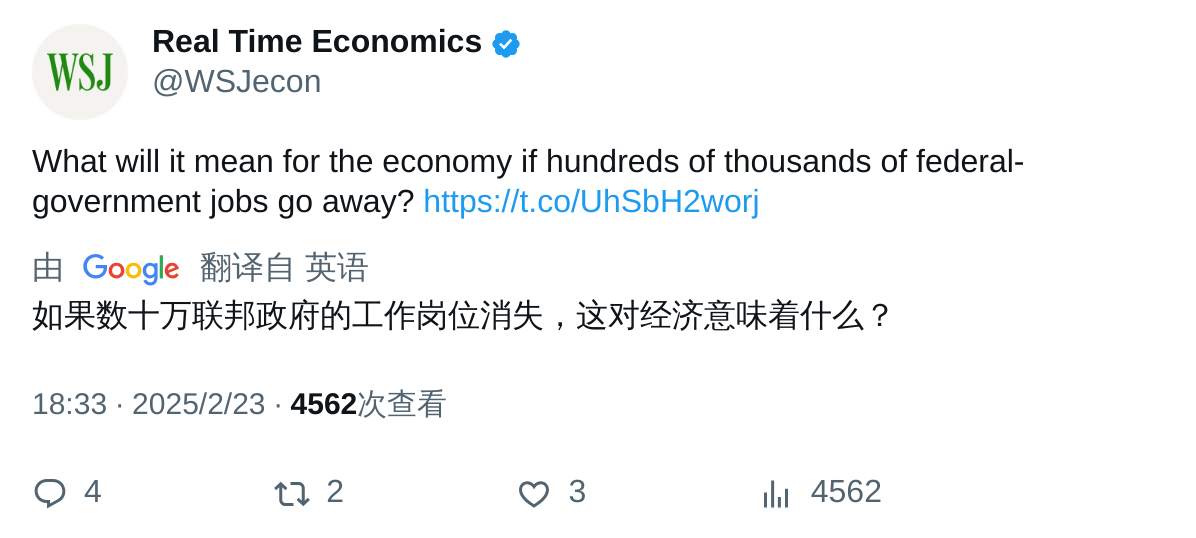 WSJ
Real Time Economics
@WSJecon
What will it mean for the economy if hundreds of thousands of federal-
government jobs go away? https://t.co/UhSbH2worj
由 Google 翻译自 英语
如果数十万联邦政府的工作岗位消失，这对经济意味着什么？
18:33 · 2025/2/23 · 4562次查看
4 2 3 4562